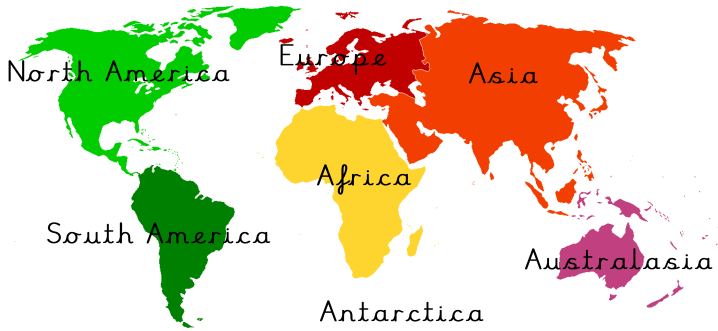 Europe
North America
Asia
Africa
South America
Australasia
Antarctica